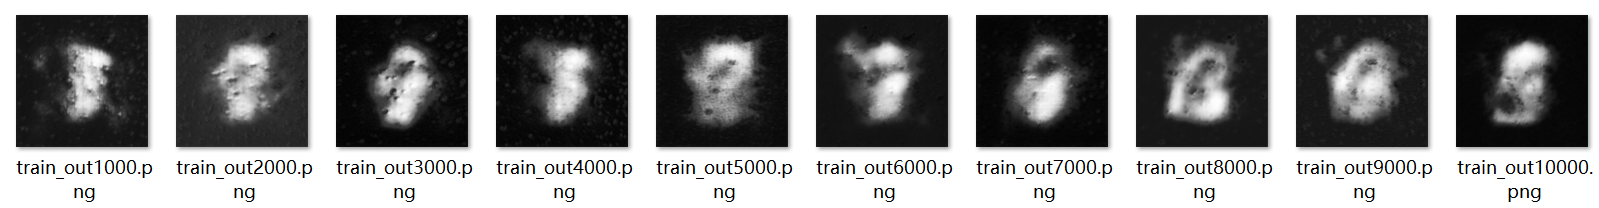 train_out1000.p
ng
train_out2000.p
ng
train_out3000.p
ng
train_out4000.p
ng
train_out5000.p
ng
train_out6000.p
ng
train_out7000.p
ng
train_out8000.p
ng
train_out9000.p
ng
train_out10000.
png